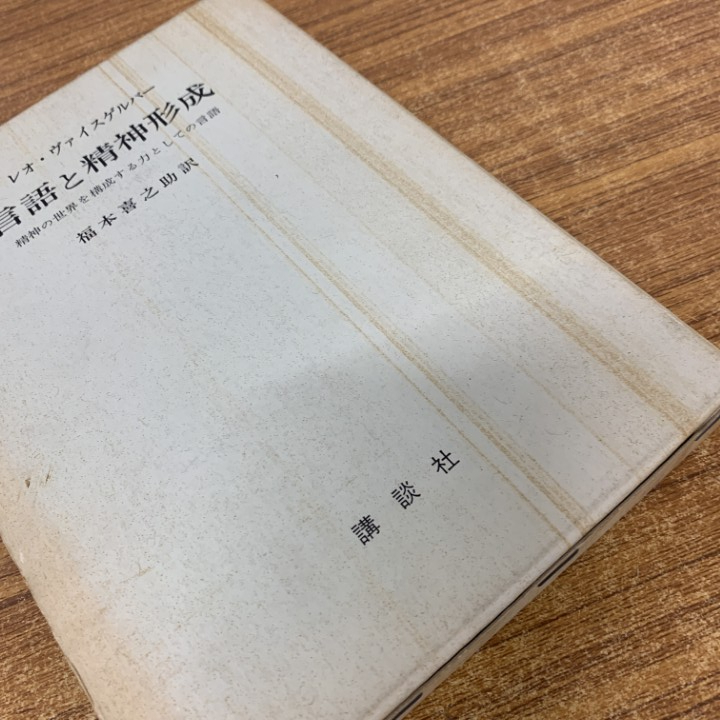 レオ・ヴァイスゲルバー
言語と精神形成
精神の世界を構成する力としての言語
福本喜之助訳
講談社